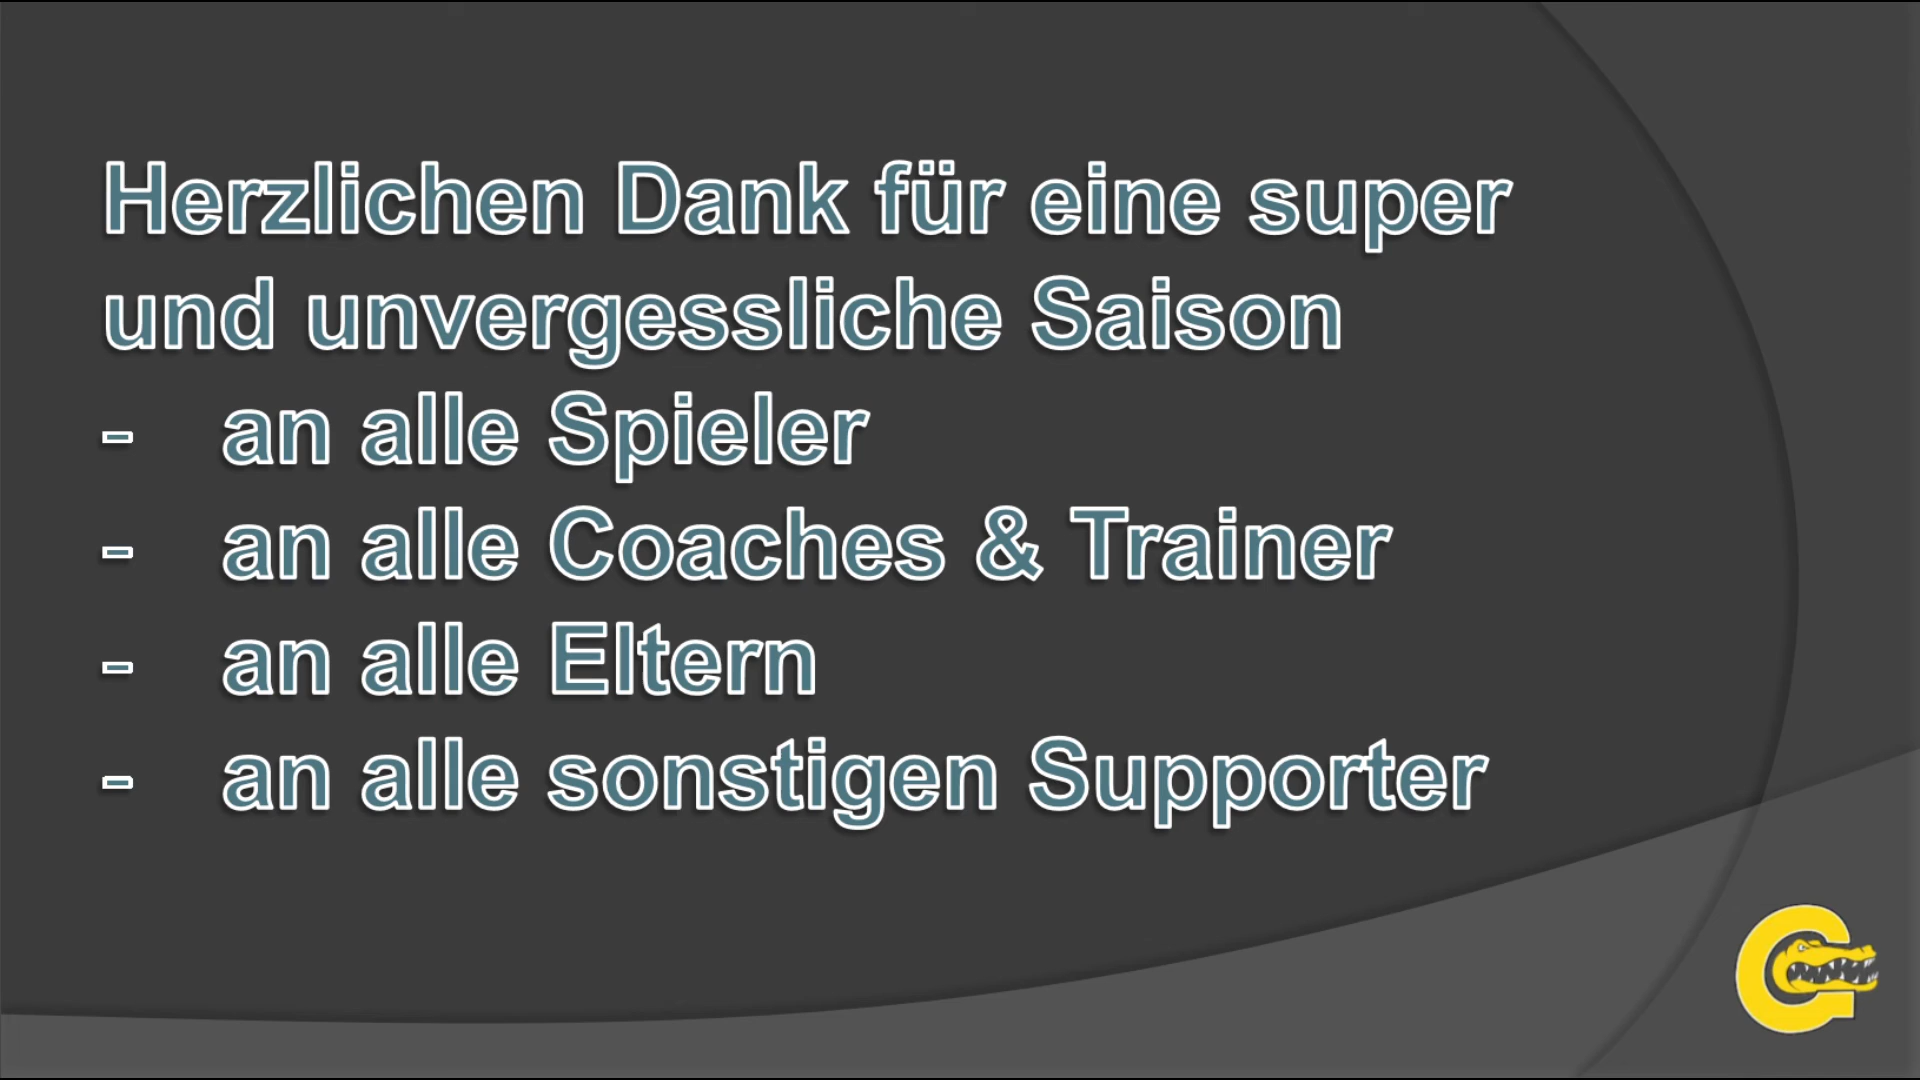 Herzlichen Dank für eine super
und unvergessliche Saison
- an alle Spieler
- an alle Coaches & Trainer
- an alle Eltern
- an alle sonstigen Supporter
G